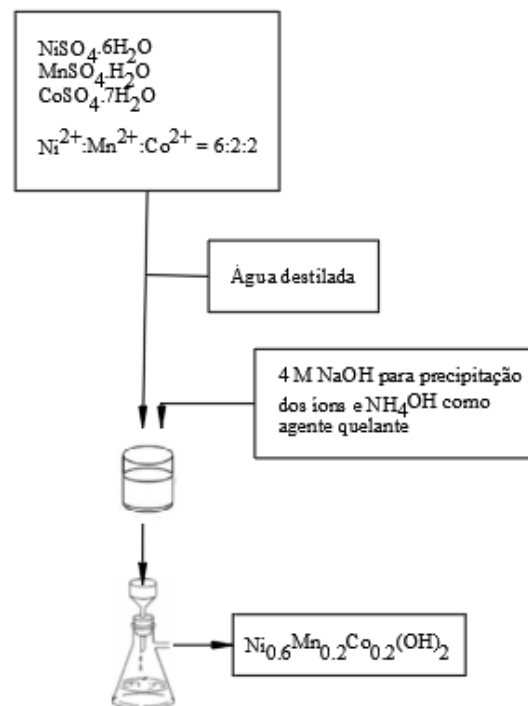 NiSO4.6H2O
MnSO4.H2O
CoSO4.7H2O
Ni2+:Mn2+:Co2+ = 6:2:2
Água destilada
4 M NaOH para precipitação
dos íons e NH4OH como
agente quelante
Ni0.6Mn0.2Co0.2(OH)2